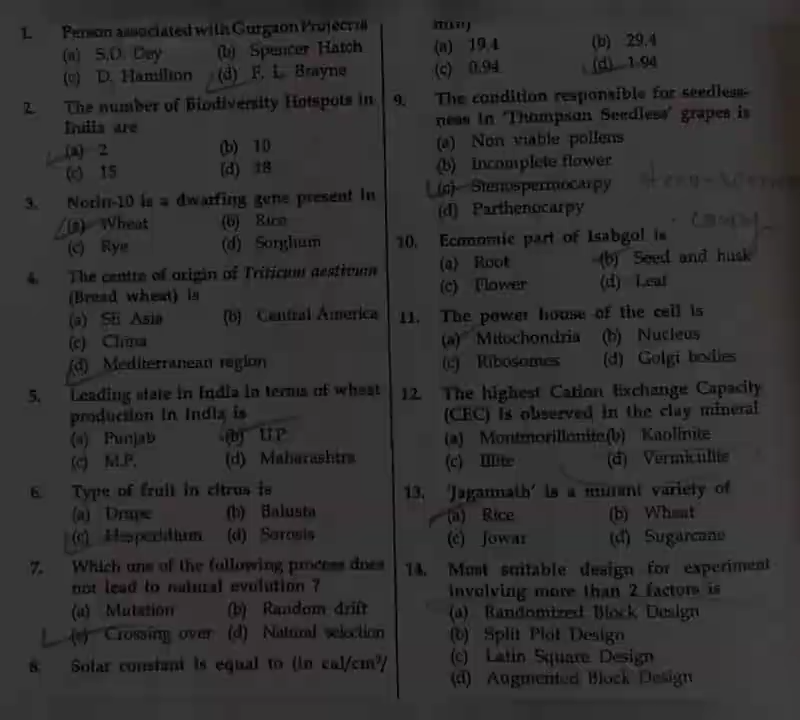 1. Person associated with Gurgaon Projectris
(a) S.D. Dey (b) Spencer Hatch
(c) D. Hamilton (d) F. L. Brayne
2. The number of Biodiversity Hotspots in
India are
(a) 2 (b) 10
(c) 15 (d) 18
3. Norin-10 is a dwarfing gene present in
(a) Wheat (b) Rice
(c) Rye (d) Sorghum
4. The centre of origin of Triticum aestivum
(Bread wheat) is
(a) SE Asia (b) Central America
(c) China
(d) Mediterranean region
5. Leading state in India in terms of wheat
production in India is
(a) Punjab (b) U.P.
(c) M.P. (d) Maharashtra
6. Type of fruit in citrus is
(a) Drupe (b) Balusta
(c) Hesperidium (d) Sorosis
7. Which one of the following process does
not lead to natural evolution ?
(a) Mutation (b) Random drift
(c) Crossing over (d) Natural selection
8. Solar constant is equal to (in cal/cm²/
min)
(a) 19.4 (b) 29.4
(c) 0.94 (d) 1.94
9. The condition responsible for seedless-
ness in 'Thompson Seedless' grapes is
(a) Non viable pollens
(b) Incomplete flower
(c) Stenospermocarpy
(d) Parthenocarpy
10. Economic part of Isabgol is
(a) Root (b) Seed and husk
(c) Flower (d) Leaf
11. The power house of the cell is
(a) Mitochondria (b) Nucleus
(c) Ribosomes (d) Golgi bodies
12. The highest Cation Exchange Capacity
(CEC) is observed in the clay mineral
(a) Montmorillonite (b) Kaolinite
(c) Illite (d) Vermiculite
13. 'Jagannath' is a mutant variety of
(a) Rice (b) Wheat
(c) Jowar (d) Sugarcane
14. Most suitable design for experiment
involving more than 2 factors is
(a) Randomized Block Design
(b) Split Plot Design
(c) Latin Square Design
(d) Augmented Block Design